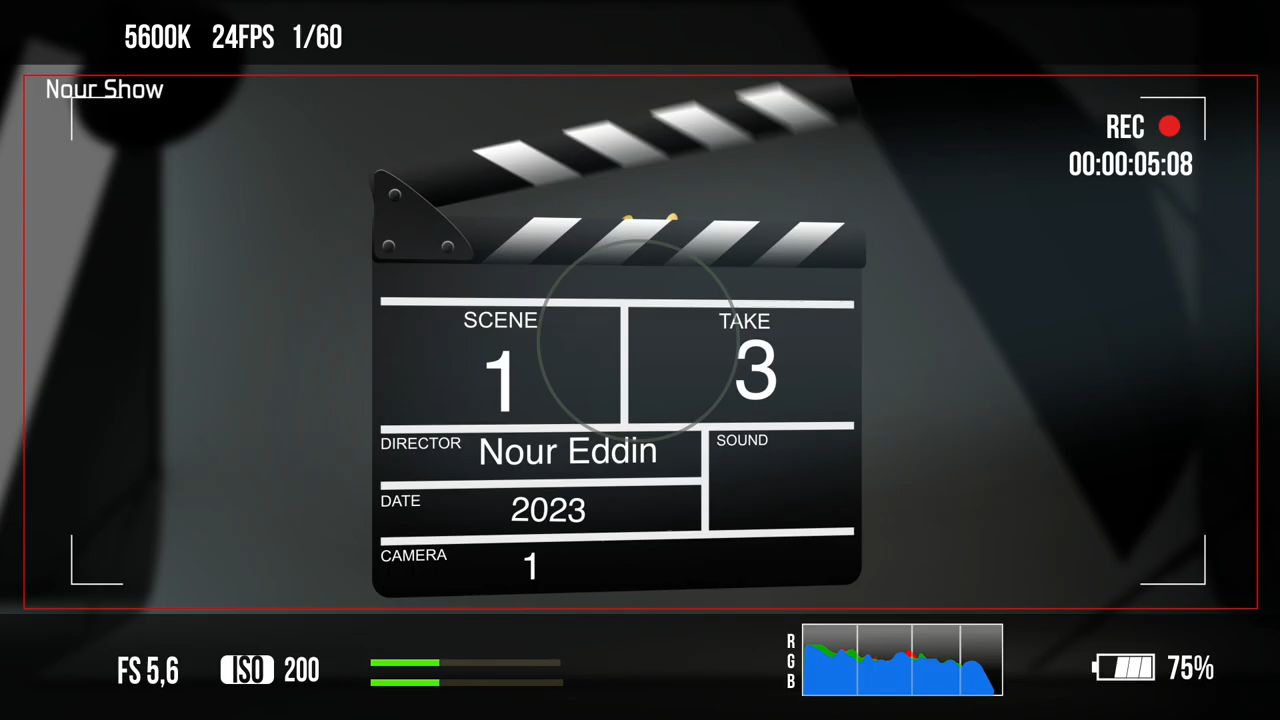 5600K 24FPS 1/60
Nour Show
REC
00:00:05:08
SCENE
1
TAKE
3
DIRECTOR Nour Eddin
SOUND
DATE 2023
CAMERA 1
FS 5,6 ISO 200
R
G
B
75%